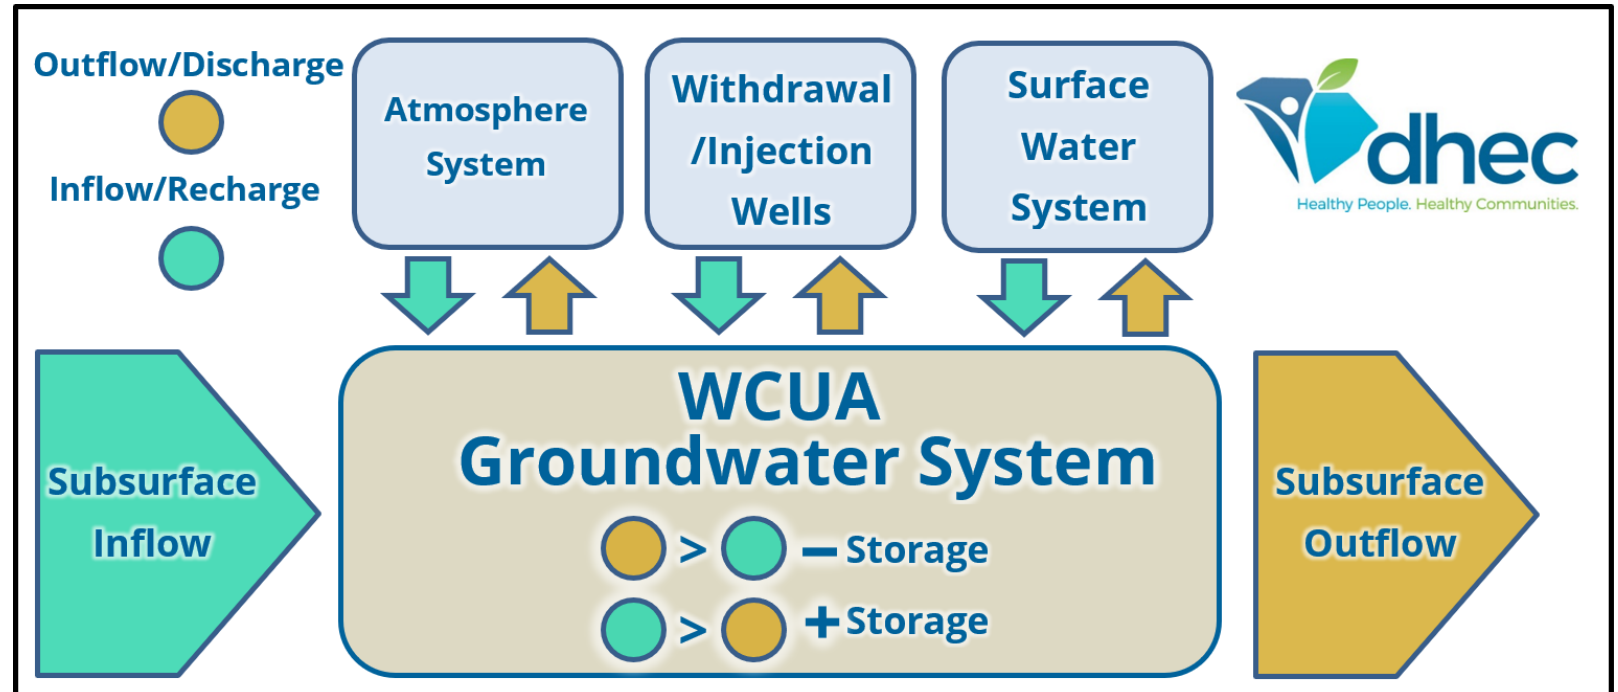 Outflow/Discharge
Inflow/Recharge
Atmosphere
System
Withdrawal
/Injection
Wells
Surface
Water
System
dhec
Healthy People. Healthy Communities.
Subsurface
Inflow
WCUA
Groundwater System
> − Storage
> + Storage
Subsurface
Outflow